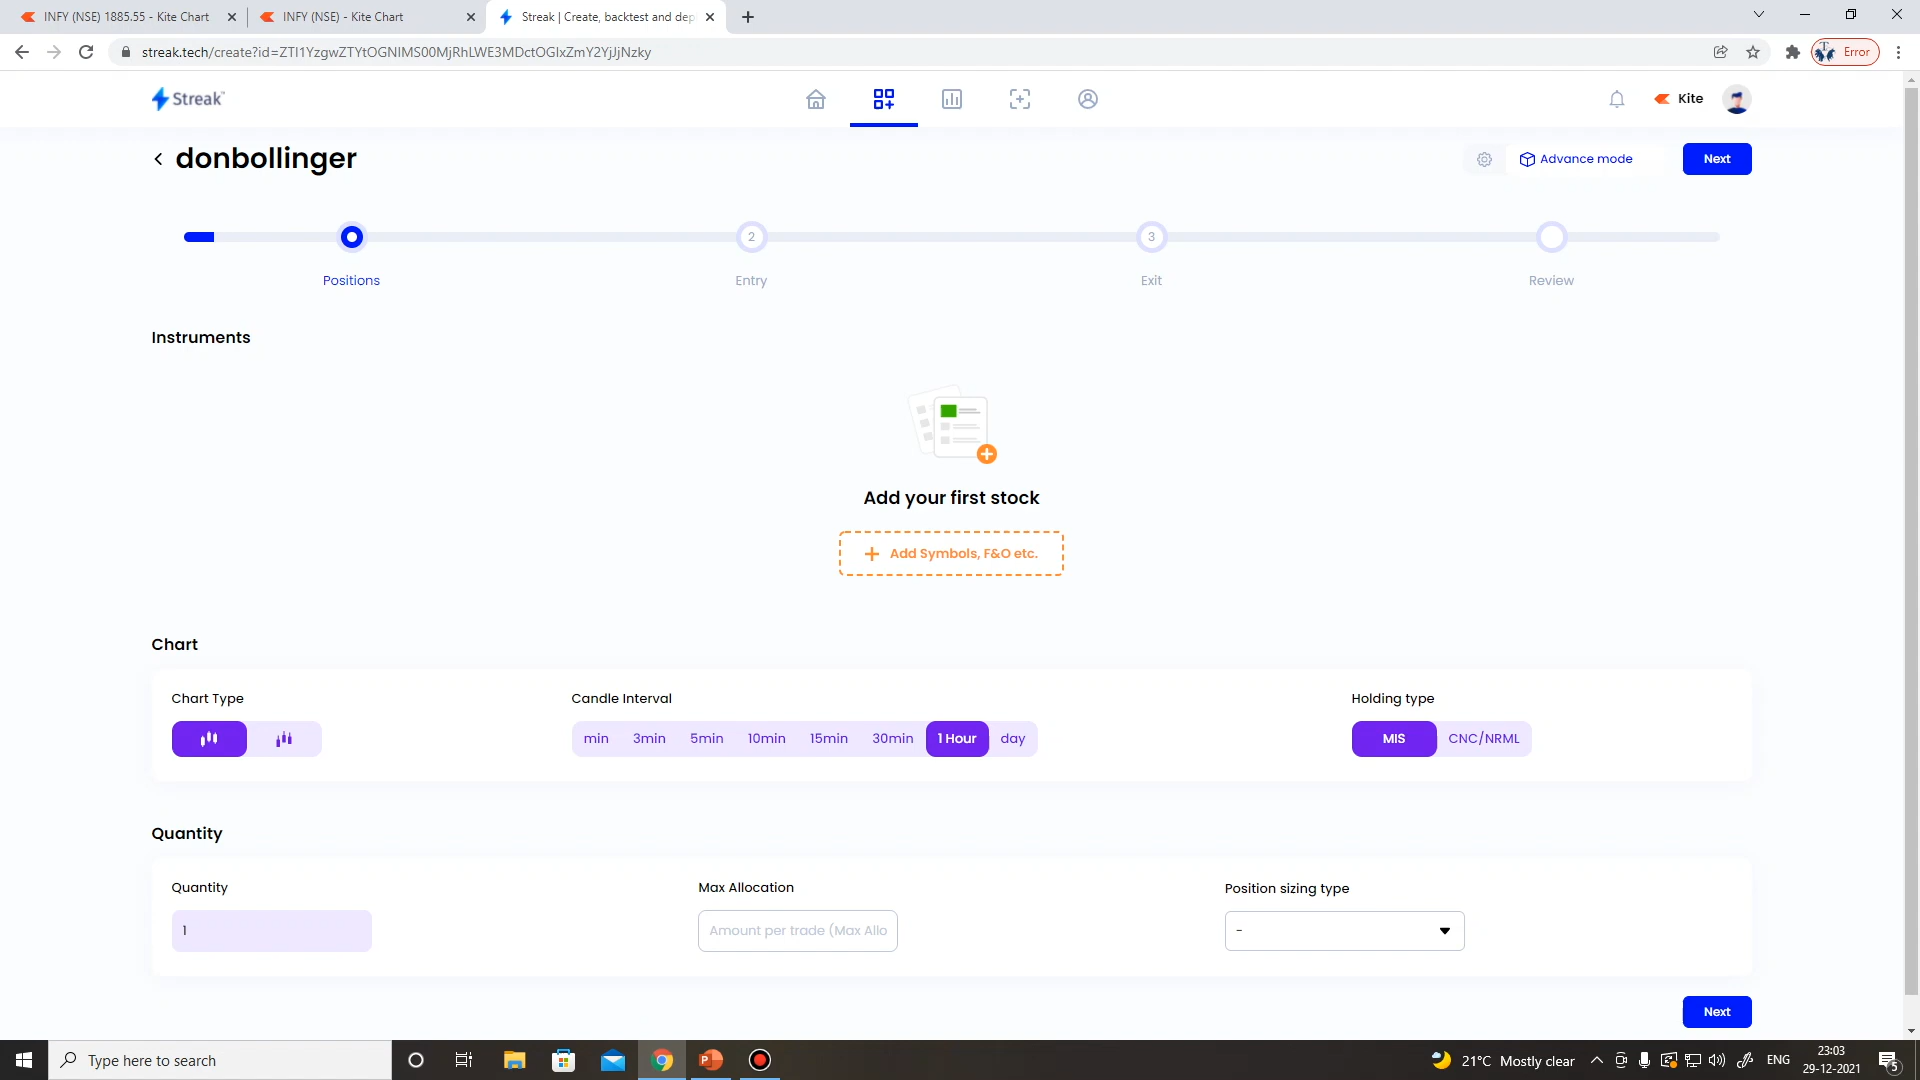 INFY (NSE) 1885.55 - Kite Chart
INFY (NSE) - Kite Chart
Streak | Create, backtest and dep
streak.tech/create?id=ZTI1YzgwZTYtOGNlMS00MjRhLWE3MDctOGIxZmY2YjJjNzky
Error
Streak
Kite
donbollinger
Advance mode
Next
2
3
Positions
Entry
Exit
Review
Instruments
Add your first stock
+ Add Symbols, F&O etc.
Chart
Chart Type
Candle Interval
Holding type
min
3min
5min
10min
15min
30min
1 Hour
day
MIS
CNC/NRML
Quantity
Quantity
Max Allocation
Position sizing type
1
Amount per trade (Max Allo
-
Next
Type here to search
21°C Mostly clear
ENG
23:03
29-12-2021
5